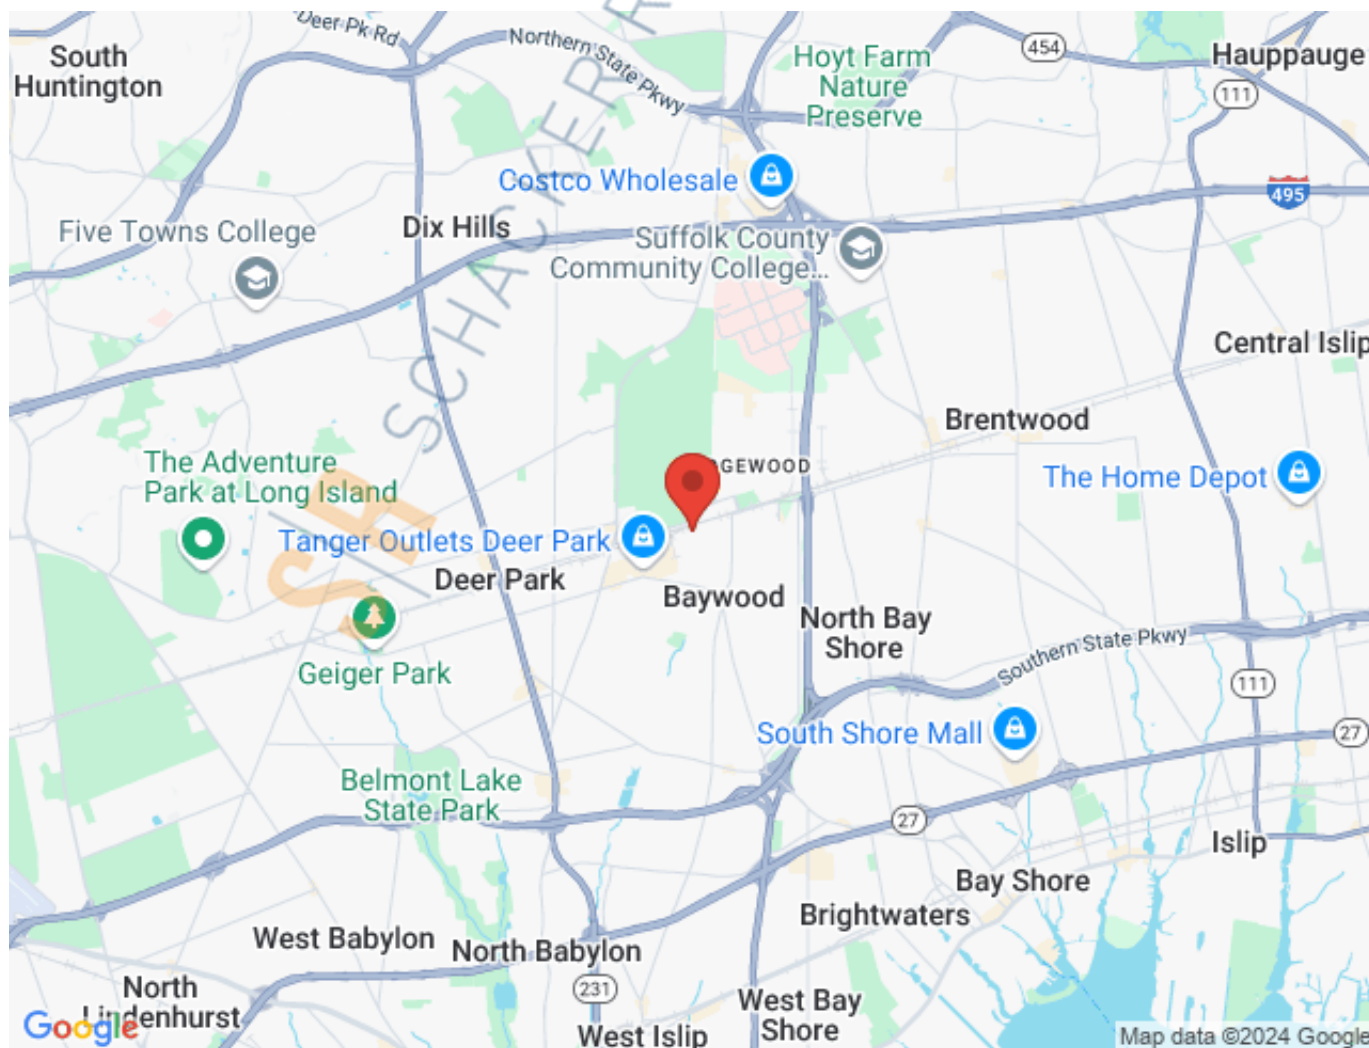 Deer Pk Rd
Northern State Pkwy
454
South
Huntington
Hoyt Farm
Nature
Preserve
Hauppauge
111
Costco Wholesale
495
Five Towns College
Dix Hills
Suffolk County
Community College...
SCHACHER
Central Islip
Brentwood
The Adventure
Park at Long Island
DGEWOOD
The Home Depot
Tanger Outlets Deer Park
Deer Park
Baywood
North Bay
Shore
Southern State Pkwy
Geiger Park
111
South Shore Mall
27
Belmont Lake
State Park
27
Islip
Bay Shore
Brightwaters
West Babylon
North Babylon
231
North
Lindenhurst
West Bay
Shore
West Islip
Google
Map data ©2024 Google